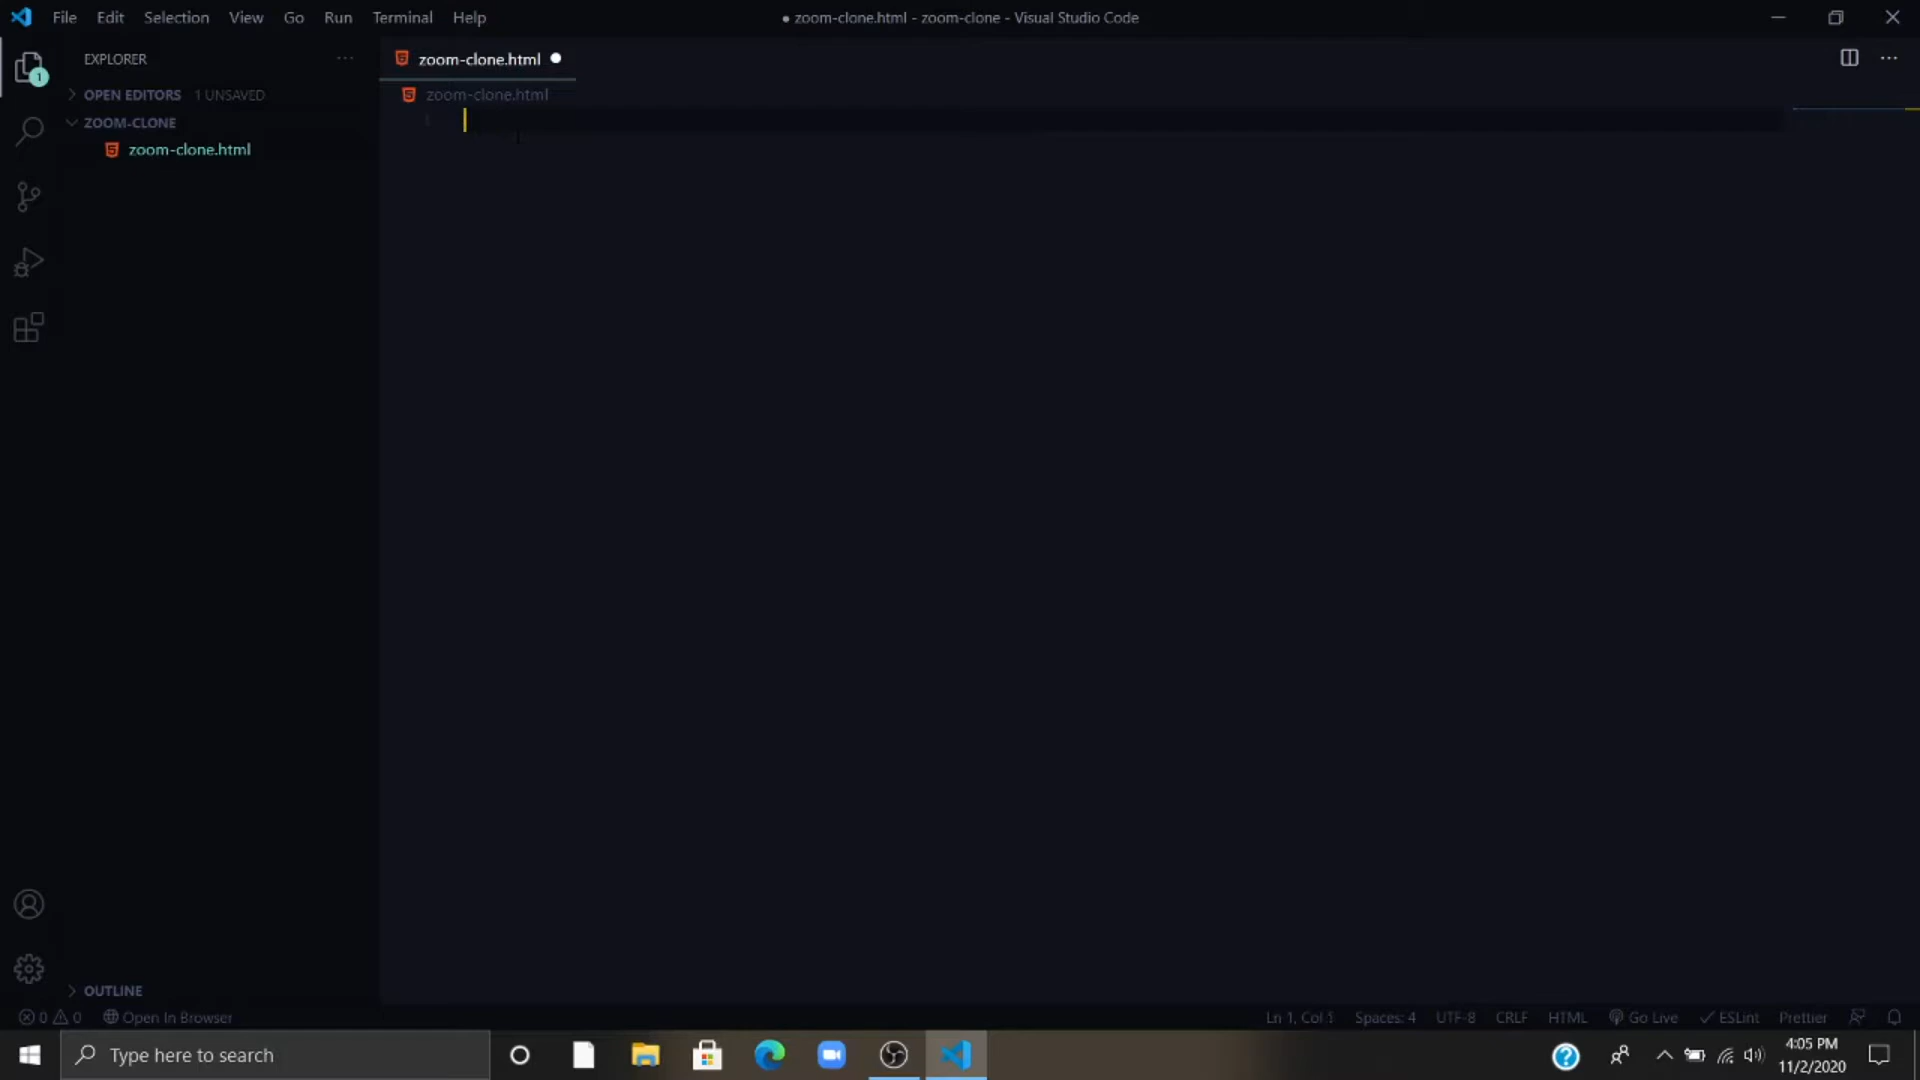 File Edit Selection View Go Run Terminal Help
● zoom-clone.html - zoom-clone - Visual Studio Code
EXPLORER
zoom-clone.html
1
OPEN EDITORS 1 UNSAVED
zoom-clone.html
ZOOM-CLONE
1
zoom-clone.html
OUTLINE
0 0 Open In Browser
Ln 1, Col 1 Spaces: 4 UTF-8 CRLF HTML Go Live ESLint Prettier
Type here to search
4:05 PM
11/2/2020